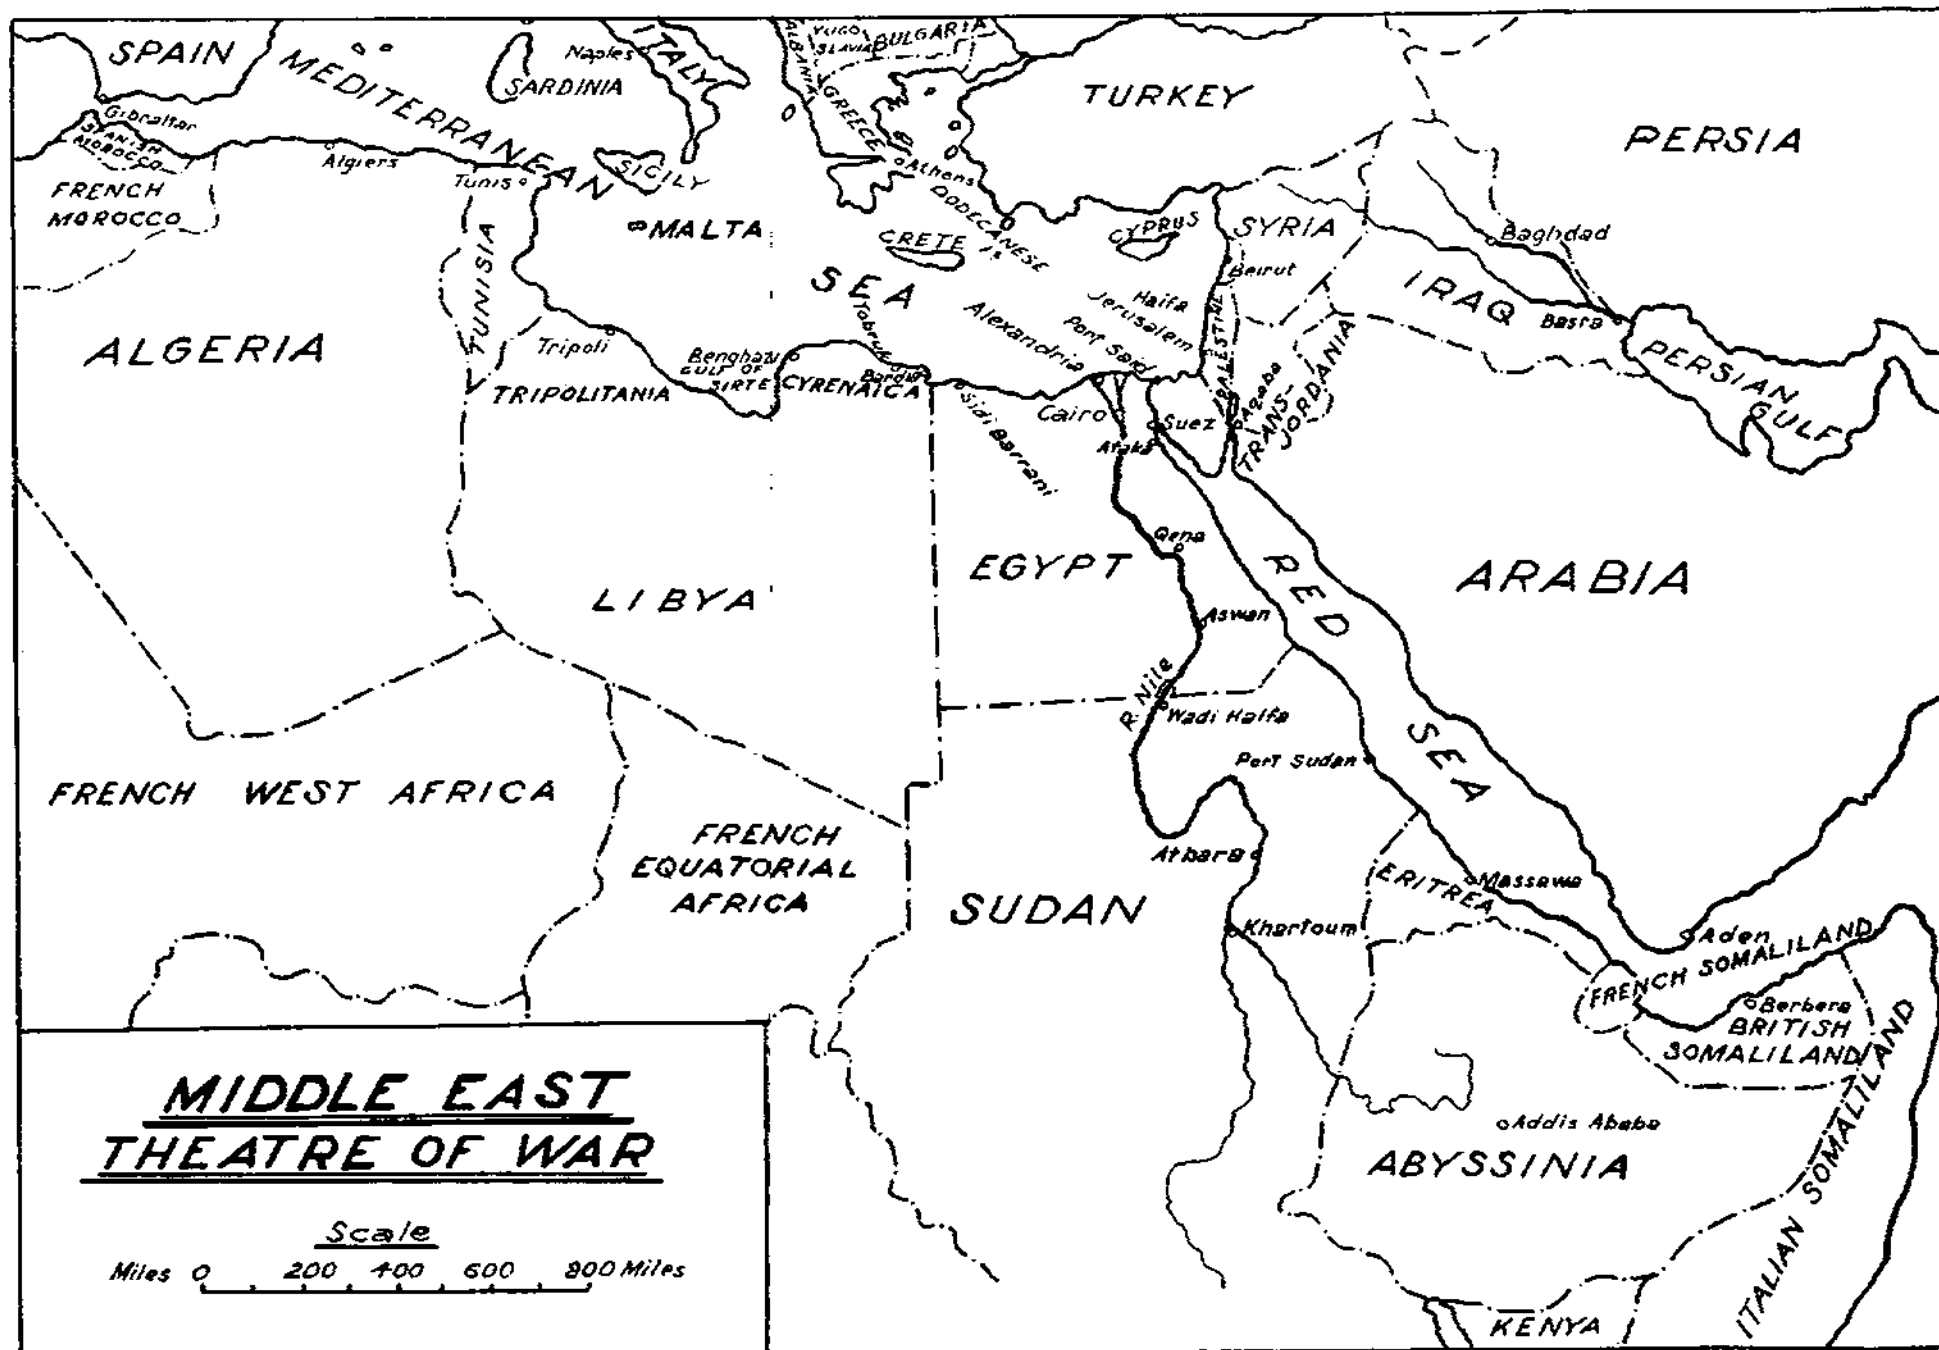 SPAIN
MEDITERRANEAN
SEA
Naples
ITALY
SARDINIA
ALBANIA
YUGO
SLAVIA
BULGARIA
GREECE
TURKEY
PERSIA
Gibraltar
SPANISH
MOROCCO
Algiers
Tunis
SICILY
Athens
DODECANESE
IS
FRENCH
MOROCCO
MALTA
CRETE
CYPRUS
SYRIA
Baghdad
Beirut
TUNISIA
IRAQ
Haifa
Jerusalem
Port Said
Alexandria
PALESTINE
Basra
ALGERIA
Tripoli
Benghazi
GULF OF
SIRTE
Tobruk
Bardia
CYRENAICA
TRIPOLITANIA
Sidi Barrani
Cairo
Suez
Ataka
Aqaba
TRANS-
JORDANIA
PERSIAN
GULF
Qena
EGYPT
RED
SEA
ARABIA
LIBYA
Aswan
R. Nile
Wadi Halfa
Port Sudan
FRENCH WEST AFRICA
FRENCH
EQUATORIAL
AFRICA
Atbara
SUDAN
ERITREA
Massawa
Khartoum
Aden
FRENCH SOMALILAND
Berbera
BRITISH
SOMALILAND
ITALIAN SOMALILAND
Addis Ababa
ABYSSINIA
KENYA
MIDDLE EAST
THEATRE OF WAR
Scale
Miles 0 200 400 600 800 Miles